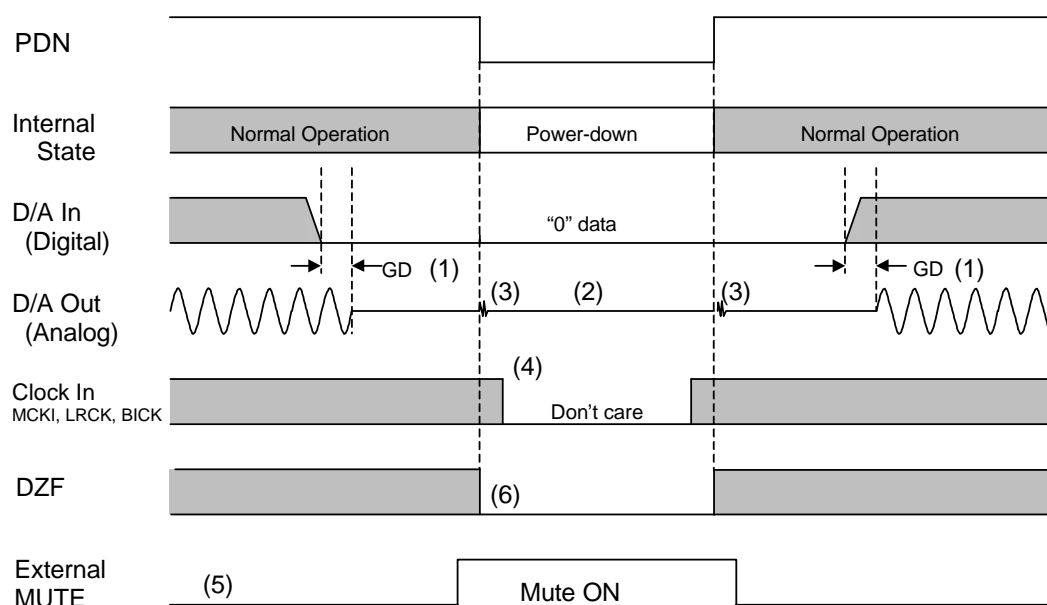 PDN
Internal
State
Normal Operation
Power-down
Normal Operation
D/A In
(Digital)
“0” data
GD (1)
GD (1)
D/A Out
(Analog)
(3)
(2)
(3)
Clock In
MCKI, LRCK, BICK
(4)
Don’t care
DZF
(6)
External
MUTE
(5)
Mute ON